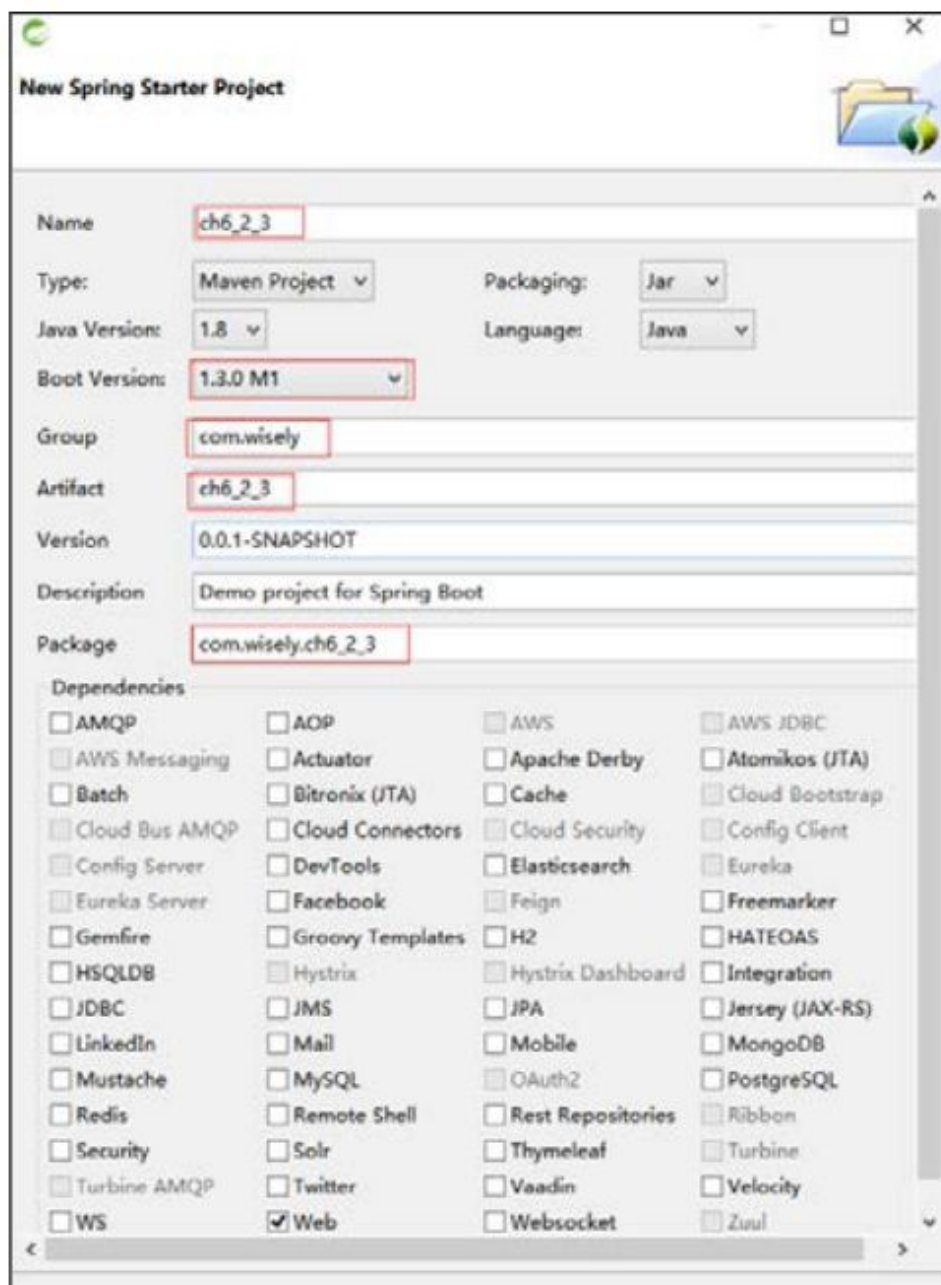 New Spring Starter Project
Name ch6_2_3
Type: Maven Project Packaging: Jar
Java Version: 1.8 Language: Java
Boot Version: 1.3.0 M1
Group com.wisely
Artifact ch6_2_3
Version 0.0.1-SNAPSHOT
Description Demo project for Spring Boot
Package com.wisely.ch6_2_3
Dependencies
AMQP AOP AWS AWS JDBC
AWS Messaging Actuator Apache Derby Atomikos (JTA)
Batch Bitronix (JTA) Cache Cloud Bootstrap
Cloud Bus AMQP Cloud Connectors Cloud Security Config Client
Config Server DevTools Elasticsearch Eureka
Eureka Server Facebook Feign Freemarker
Gemfire Groovy Templates H2 HATEOAS
HSQLDB Hystrix Hystrix Dashboard Integration
JDBC JMS JPA Jersey (JAX-RS)
LinkedIn Mail Mobile MongoDB
Mustache MySQL OAuth2 PostgreSQL
Redis Remote Shell Rest Repositories Ribbon
Security Solr Thymeleaf Turbine
Turbine AMQP Twitter Vaadin Velocity
WS Web Websocket Zuul